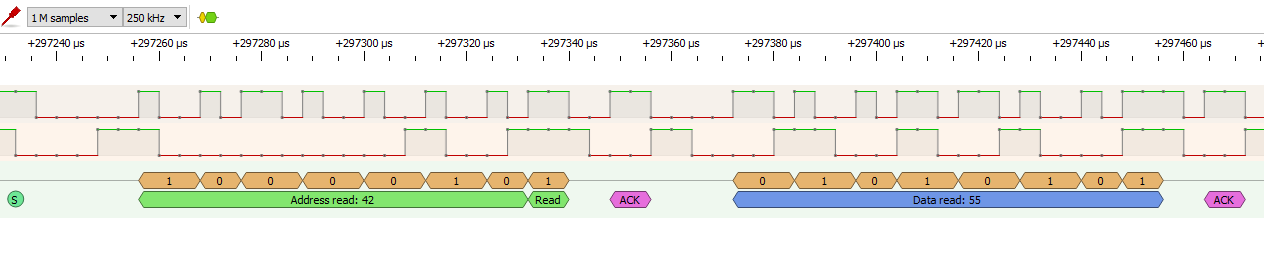 1 M samples 250 kHz
+297240 µs +297260 µs +297280 µs +297300 µs +297320 µs +297340 µs +297360 µs +297380 µs +297400 µs +297420 µs +297440 µs +297460 µs +
1 0 0 0 0 1 0 1 0 1 0 1 0 1 0 1
S Address read: 42 Read ACK Data read: 55 ACK